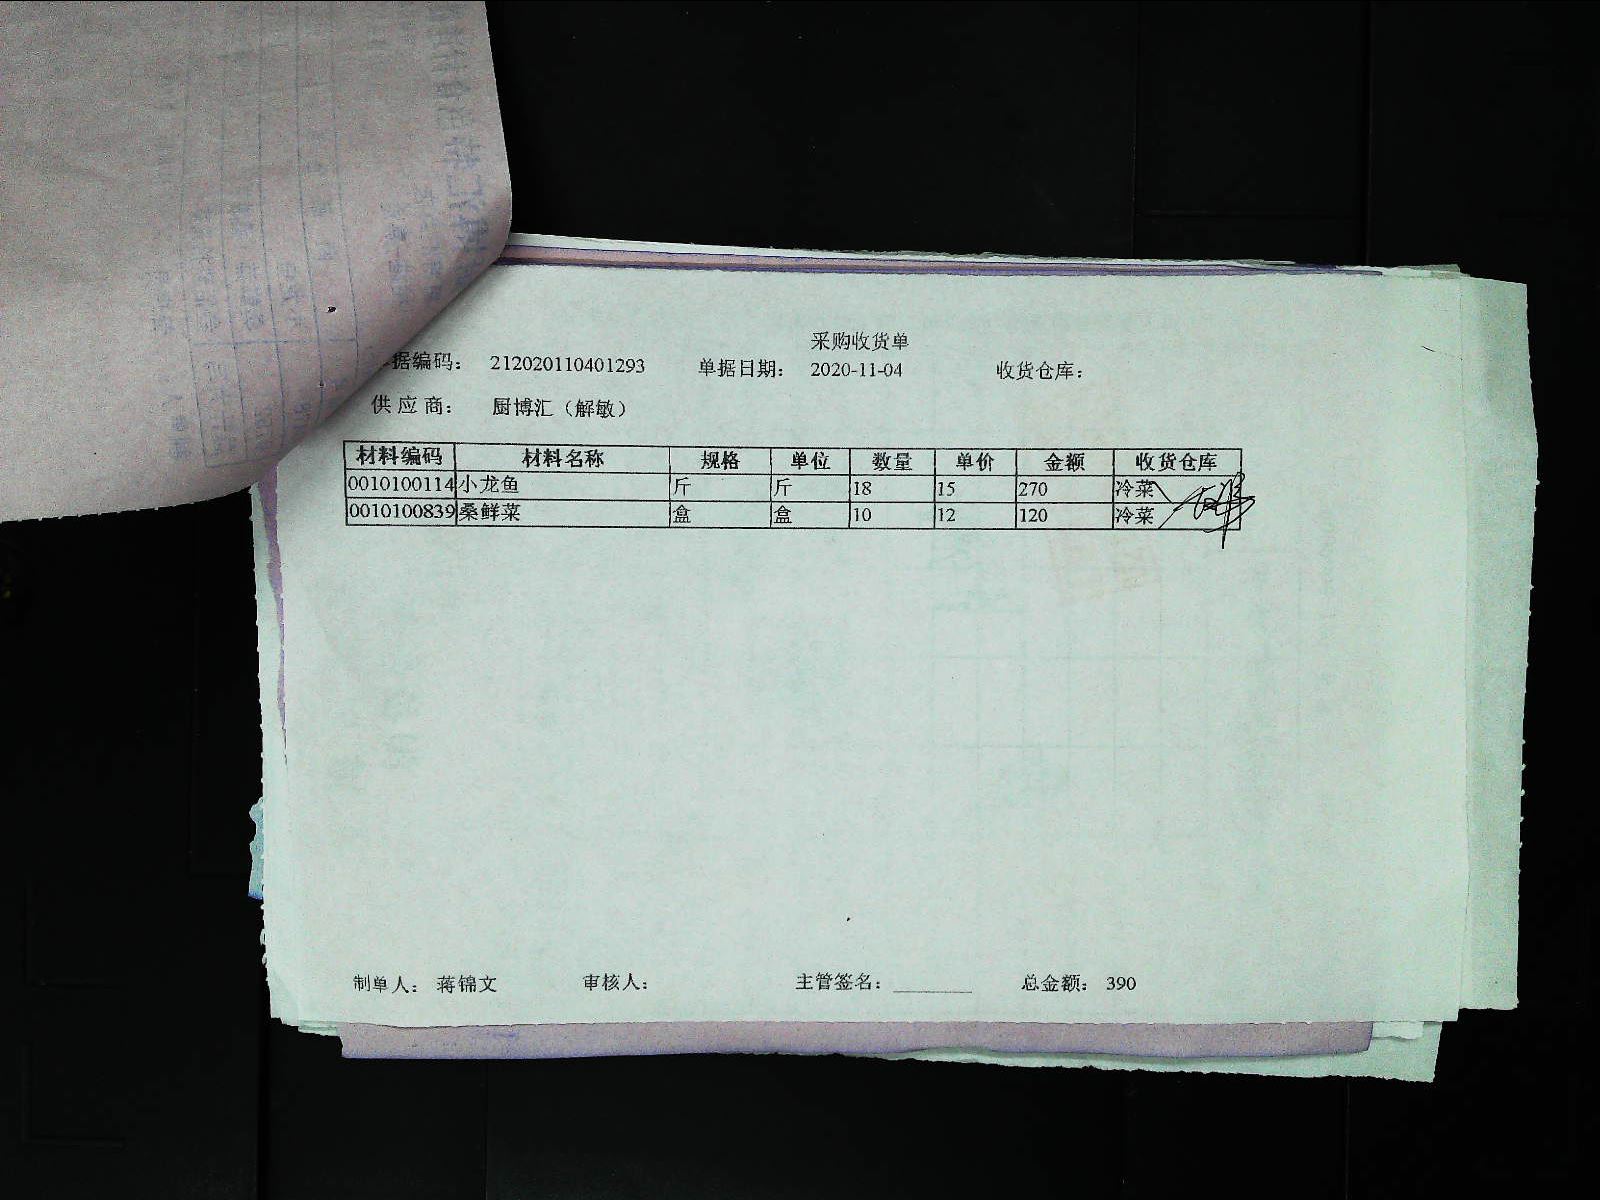 采购收货单
据编码： 212020110401293 单据日期： 2020-11-04 收货仓库：
供应商： 厨博汇（解敏）
材料编码 材料名称 规格 单位 数量 单价 金额 收货仓库
0010100114 小龙鱼 斤 斤 18 15 270 冷菜
0010100839 桑鲜菜 盒 盒 10 12 120 冷菜
制单人： 蒋锦文 审核人： 主管签名： ________ 总金额： 390